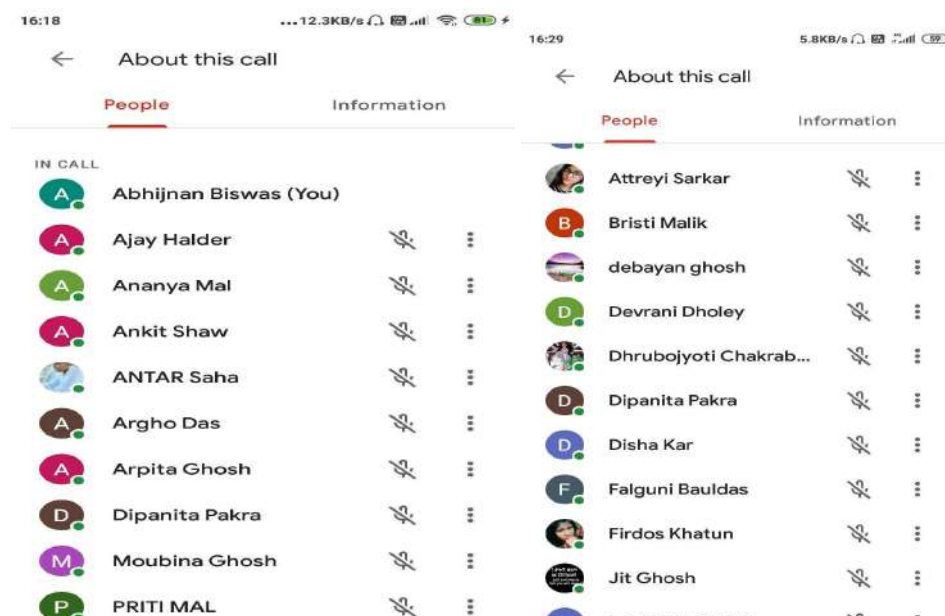 16:18
...12.3KB/s
81
About this call
People
Information
IN CALL
A
Abhijnan Biswas (You)
A
Ajay Halder
A
Ananya Mal
A
Ankit Shaw
ANTAR Saha
A
Argho Das
A
Arpita Ghosh
D
Dipanita Pakra
M
Moubina Ghosh
P
PRITI MAL
16:29
5.8KB/s
59
About this call
People
Information
Attreyi Sarkar
B
Bristi Malik
debayan ghosh
D
Devrani Dholey
Dhrubojyoti Chakrab...
D
Dipanita Pakra
D
Disha Kar
F
Falguni Bauldas
Firdos Khatun
Jit Ghosh